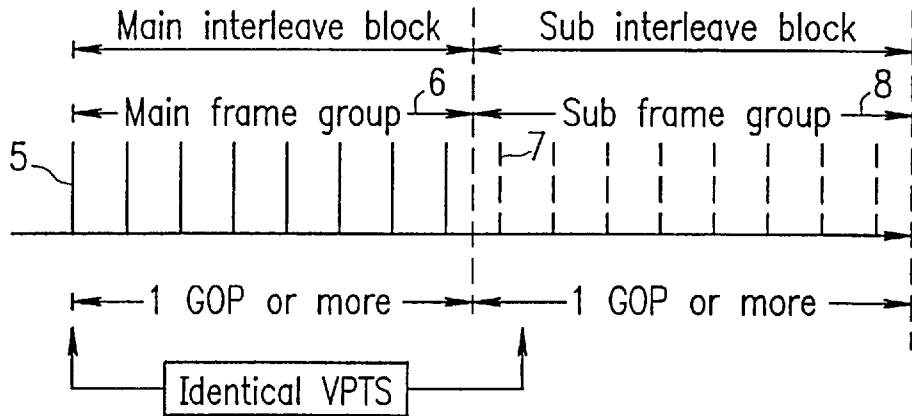 Main interleave block Sub interleave block
6 8
Main frame group Sub frame group
5 7
1 GOP or more 1 GOP or more
Identical VPTS